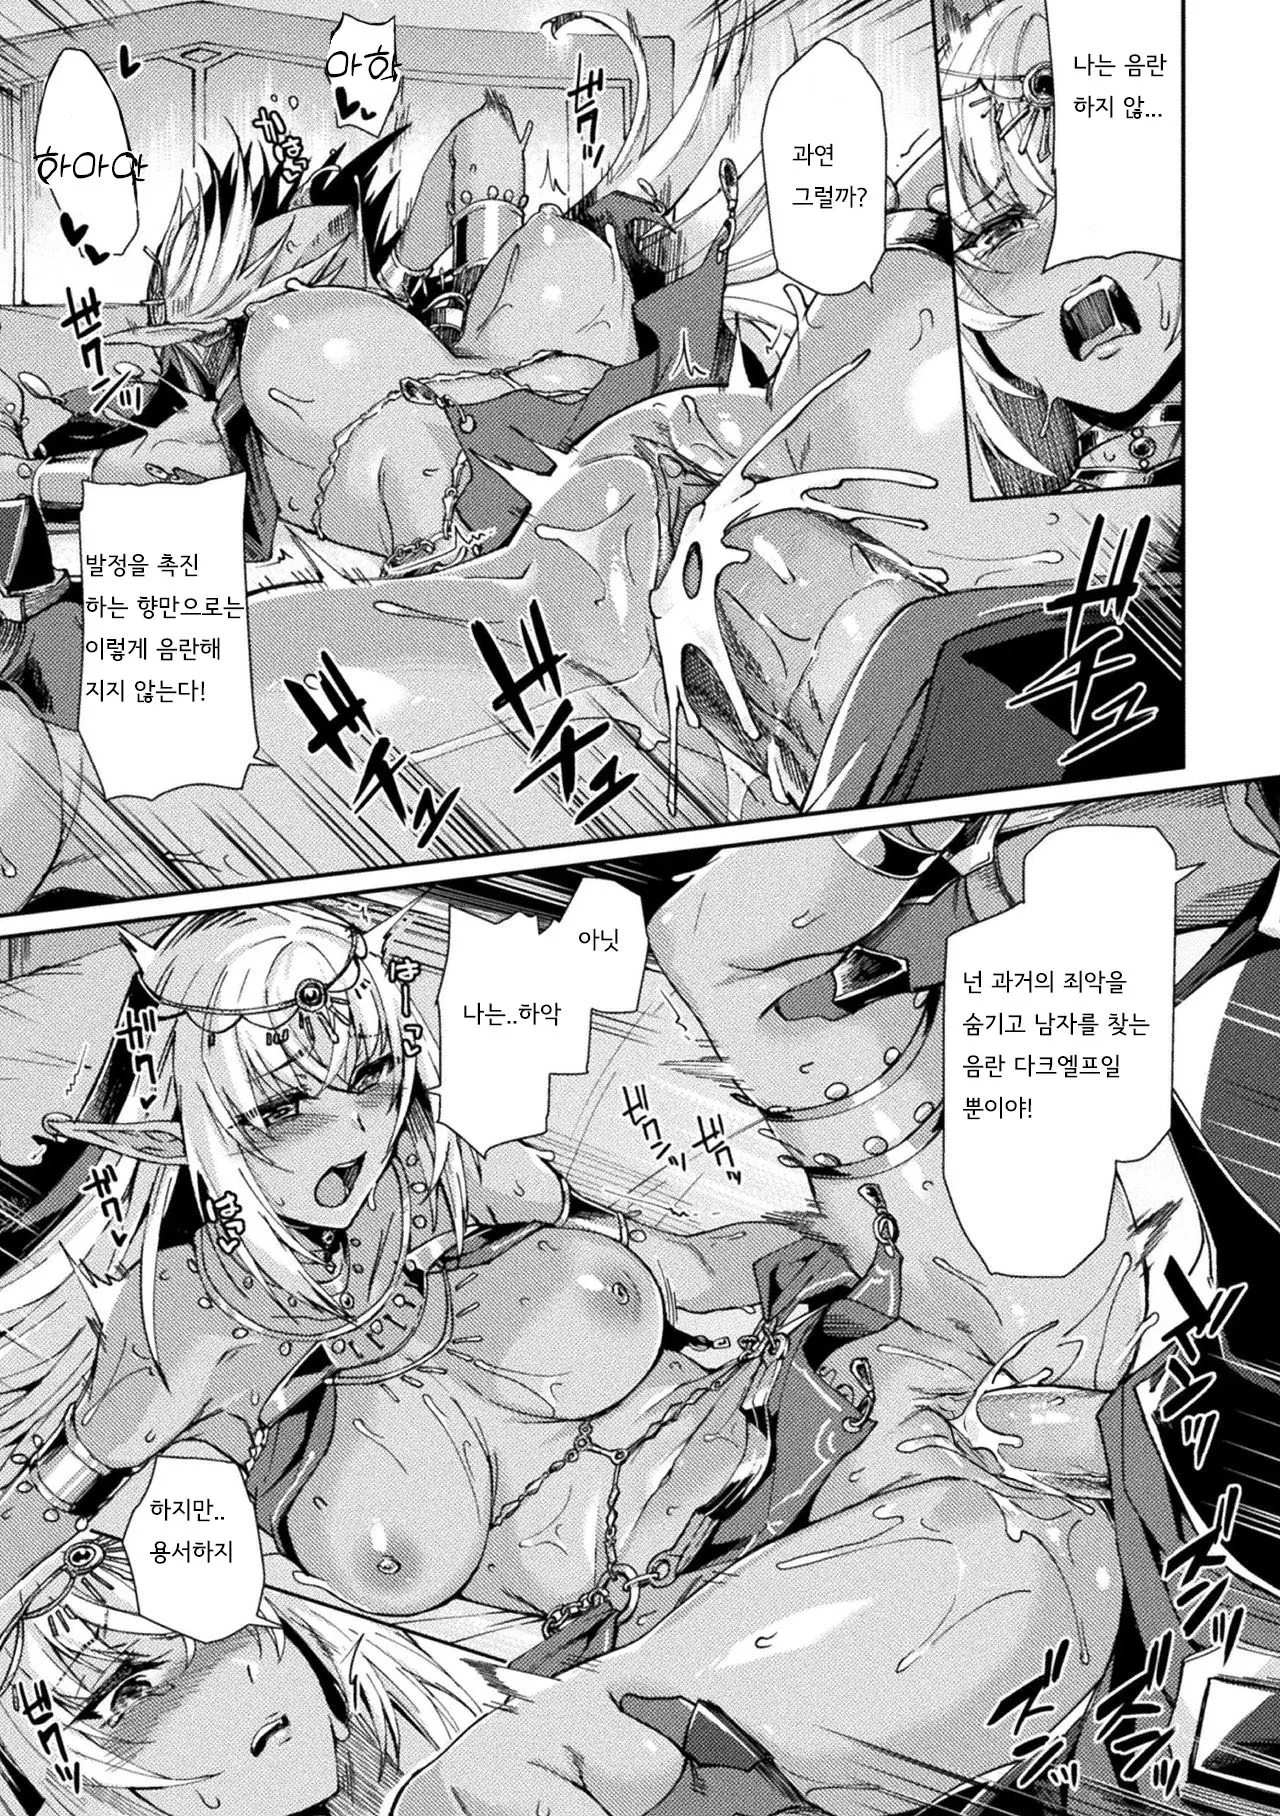 나는 음란
하지 않...
과연
그럴까?
아학
하아아
발정을 촉진
하는 향만으로는
이렇게 음란해
지지 않는다!
넌 과거의 죄악을
숨기고 남자를 찾는
음란 다크엘프일
뿐이야!
아닛
나는..하악
하지만..
용서하지